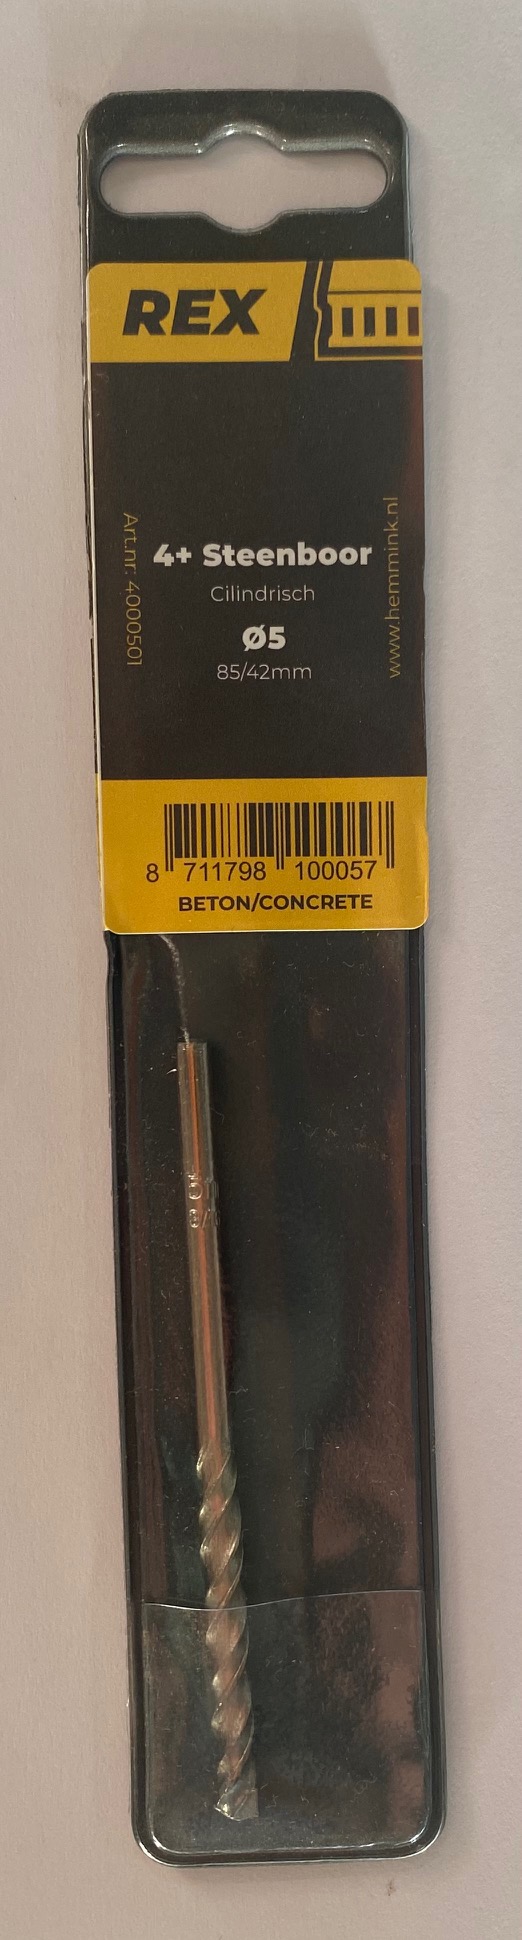 REX
Art.nr: 4000501
4+ Steenboor
Cilindrisch
Ø5
85/42mm
www.hemmink.nl
8 711798 100057
BETON/CONCRETE